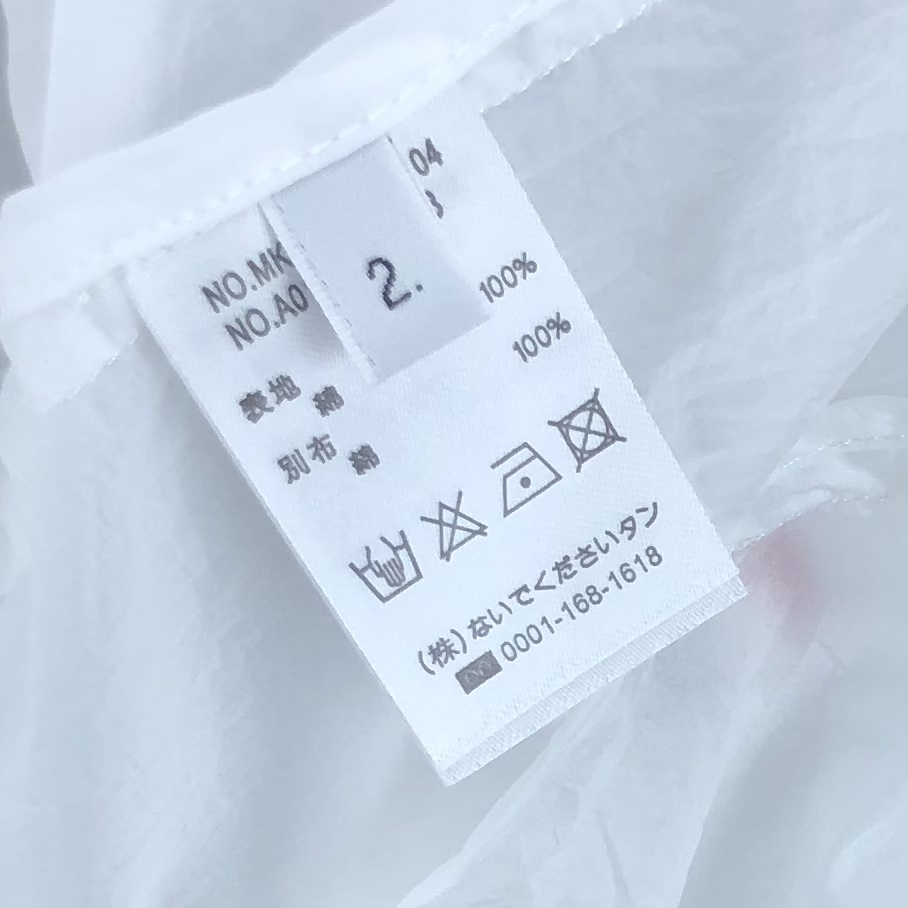 04
3
2.
NO.MK
NO.A0
表地 綿 100%
別布 綿 100%
(株)ないでくださいタン
0001-168-1618